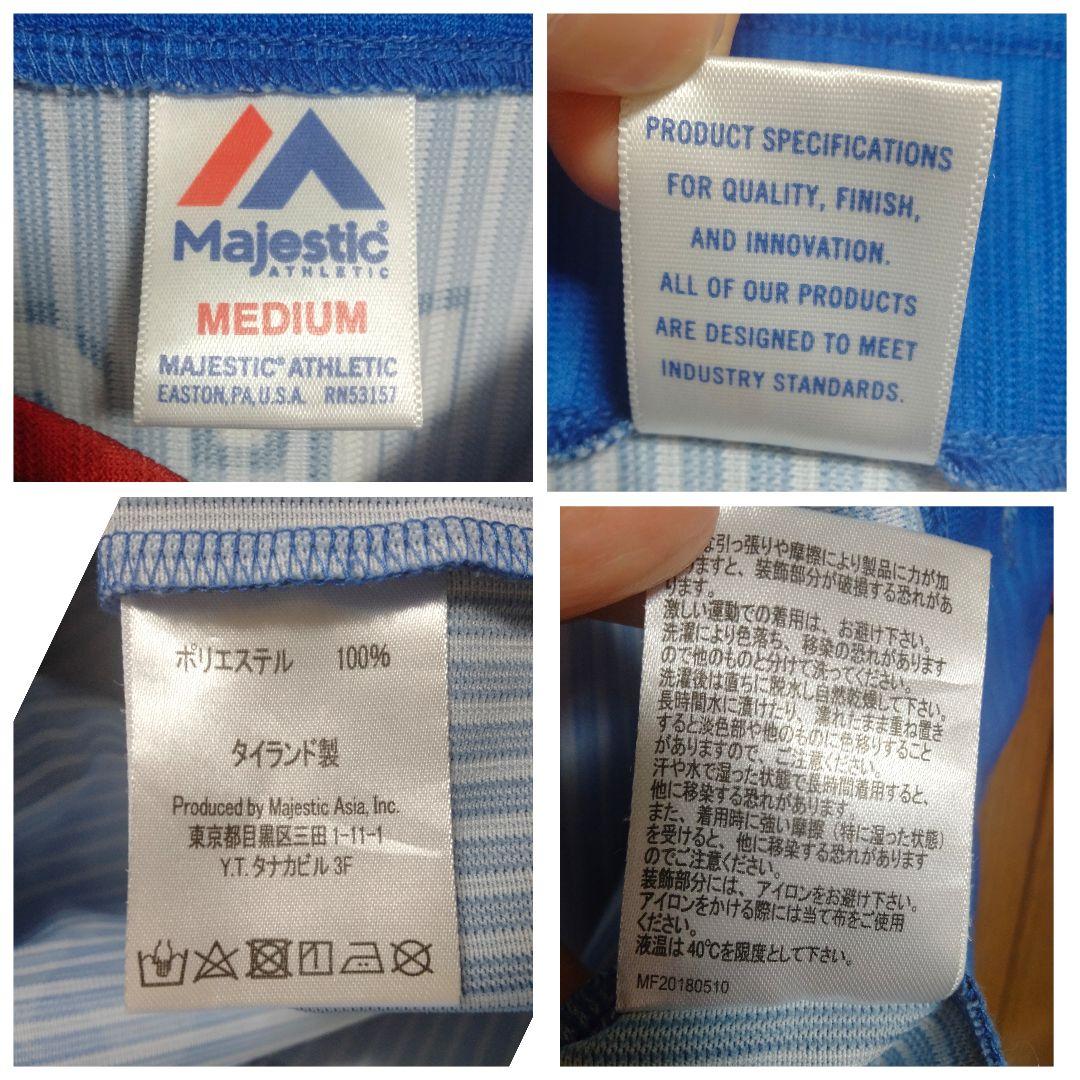 Majestic®
ATHLETIC
MEDIUM
MAJESTIC® ATHLETIC
EASTON, PA, U.S.A. RN53157
PRODUCT SPECIFICATIONS
FOR QUALITY, FINISH,
AND INNOVATION.
ALL OF OUR PRODUCTS
ARE DESIGNED TO MEET
INDUSTRY STANDARDS.
ポリエステル 100%
タイランド製
Produced by Majestic Asia, Inc.
東京都目黒区三田 1-11-1
Y.T. タナカビル 3F
な引っ張りや摩擦により製品に力が加
りますと、装飾部分が破損する恐れがあ
ります。
激しい運動での着用は、お避け下さい。
洗濯により色落ち、移染の恐れがあります
ので他のものと分けて洗ってください。
洗濯後は直ちに脱水し自然乾燥して下さい。
長時間水に漬けたり、濡れたまま重ね置き
すると淡色部や他のものに色移りすること
がありますので、ご注意ください。
汗や水で湿った状態で長時間着用すると、
他に移染する恐れがあります。
また、着用時に強い摩擦（特に湿った状態）
を受けると、他に移染する恐れがあります
のでご注意ください。
装飾部分には、アイロンをお避け下さい。
アイロンをかける際には当て布をご使用
ください。
液温は 40℃を限度として下さい。
MF20180510